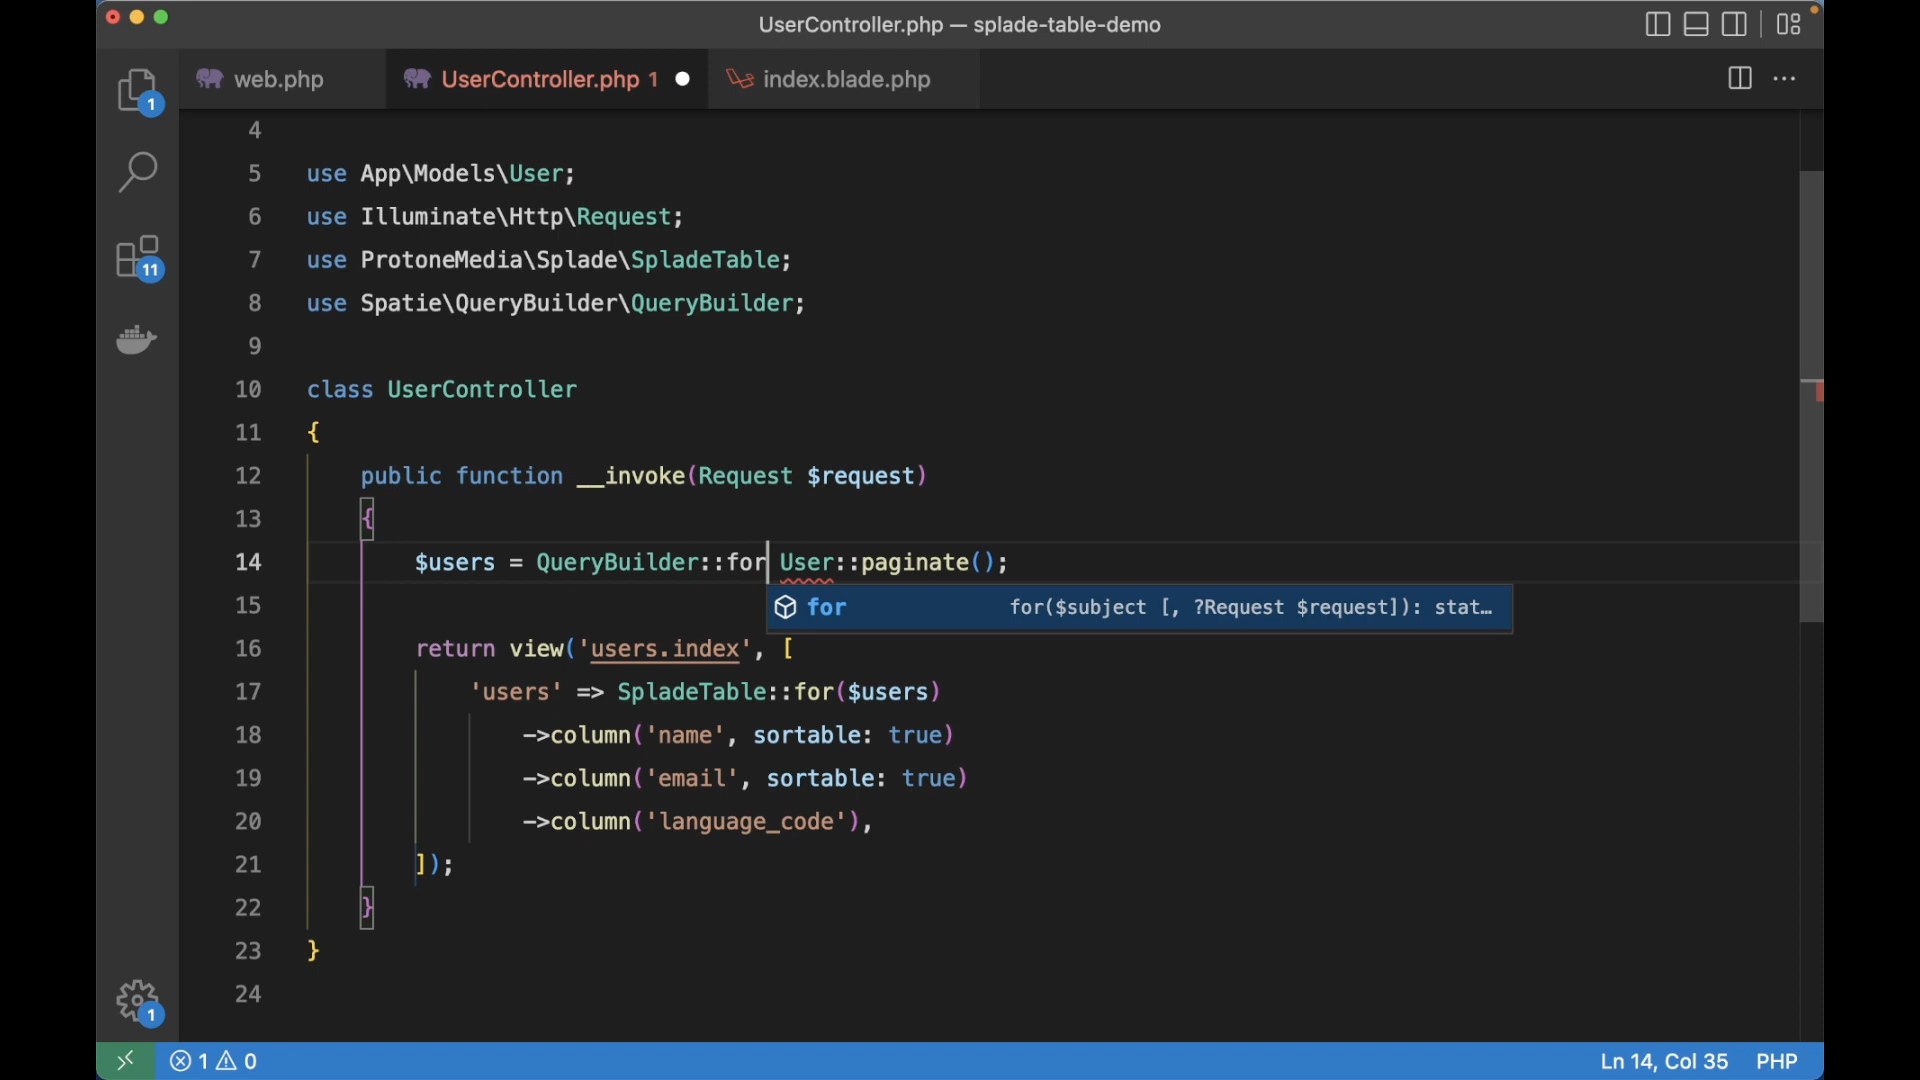 UserController.php — splade-table-demo
web.php
UserController.php 1
index.blade.php
1
11
1
4
5 use App\Models\User;
6 use Illuminate\Http\Request;
7 use ProtoneMedia\Splade\SpladeTable;
8 use Spatie\QueryBuilder\QueryBuilder;
9
10 class UserController
11 {
12 public function __invoke(Request $request)
13 {
14 $users = QueryBuilder::for User::paginate();
for for($subject [, ?Request $request]): stat…
15
16 return view('users.index', [
17 'users' => SpladeTable::for($users)
18 ->column('name', sortable: true)
19 ->column('email', sortable: true)
20 ->column('language_code'),
21 ]);
22 }
23 }
24
1 0
Ln 14, Col 35 PHP